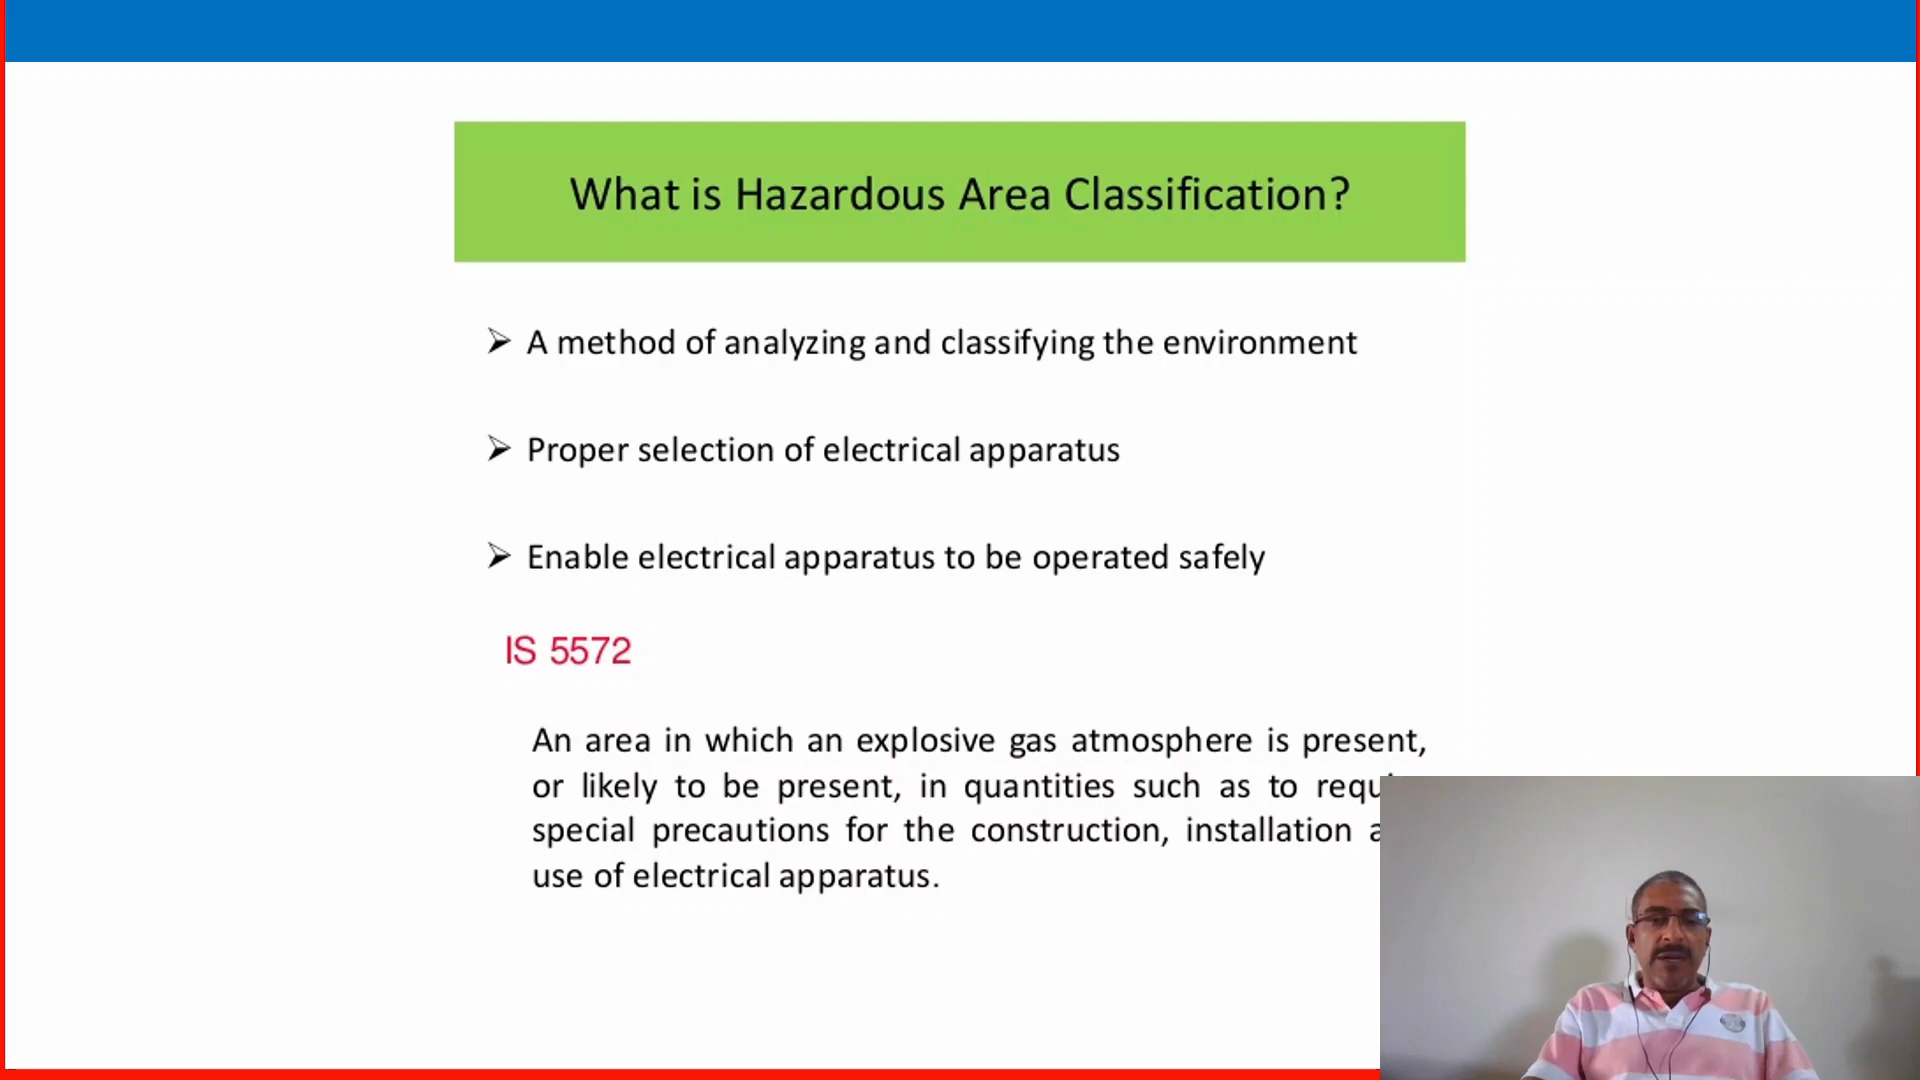 What is Hazardous Area Classification?
➢ A method of analyzing and classifying the environment
➢ Proper selection of electrical apparatus
➢ Enable electrical apparatus to be operated safely
IS 5572
An area in which an explosive gas atmosphere is present,
or likely to be present, in quantities such as to
special precautions for the construction, installation
use of electrical apparatus.